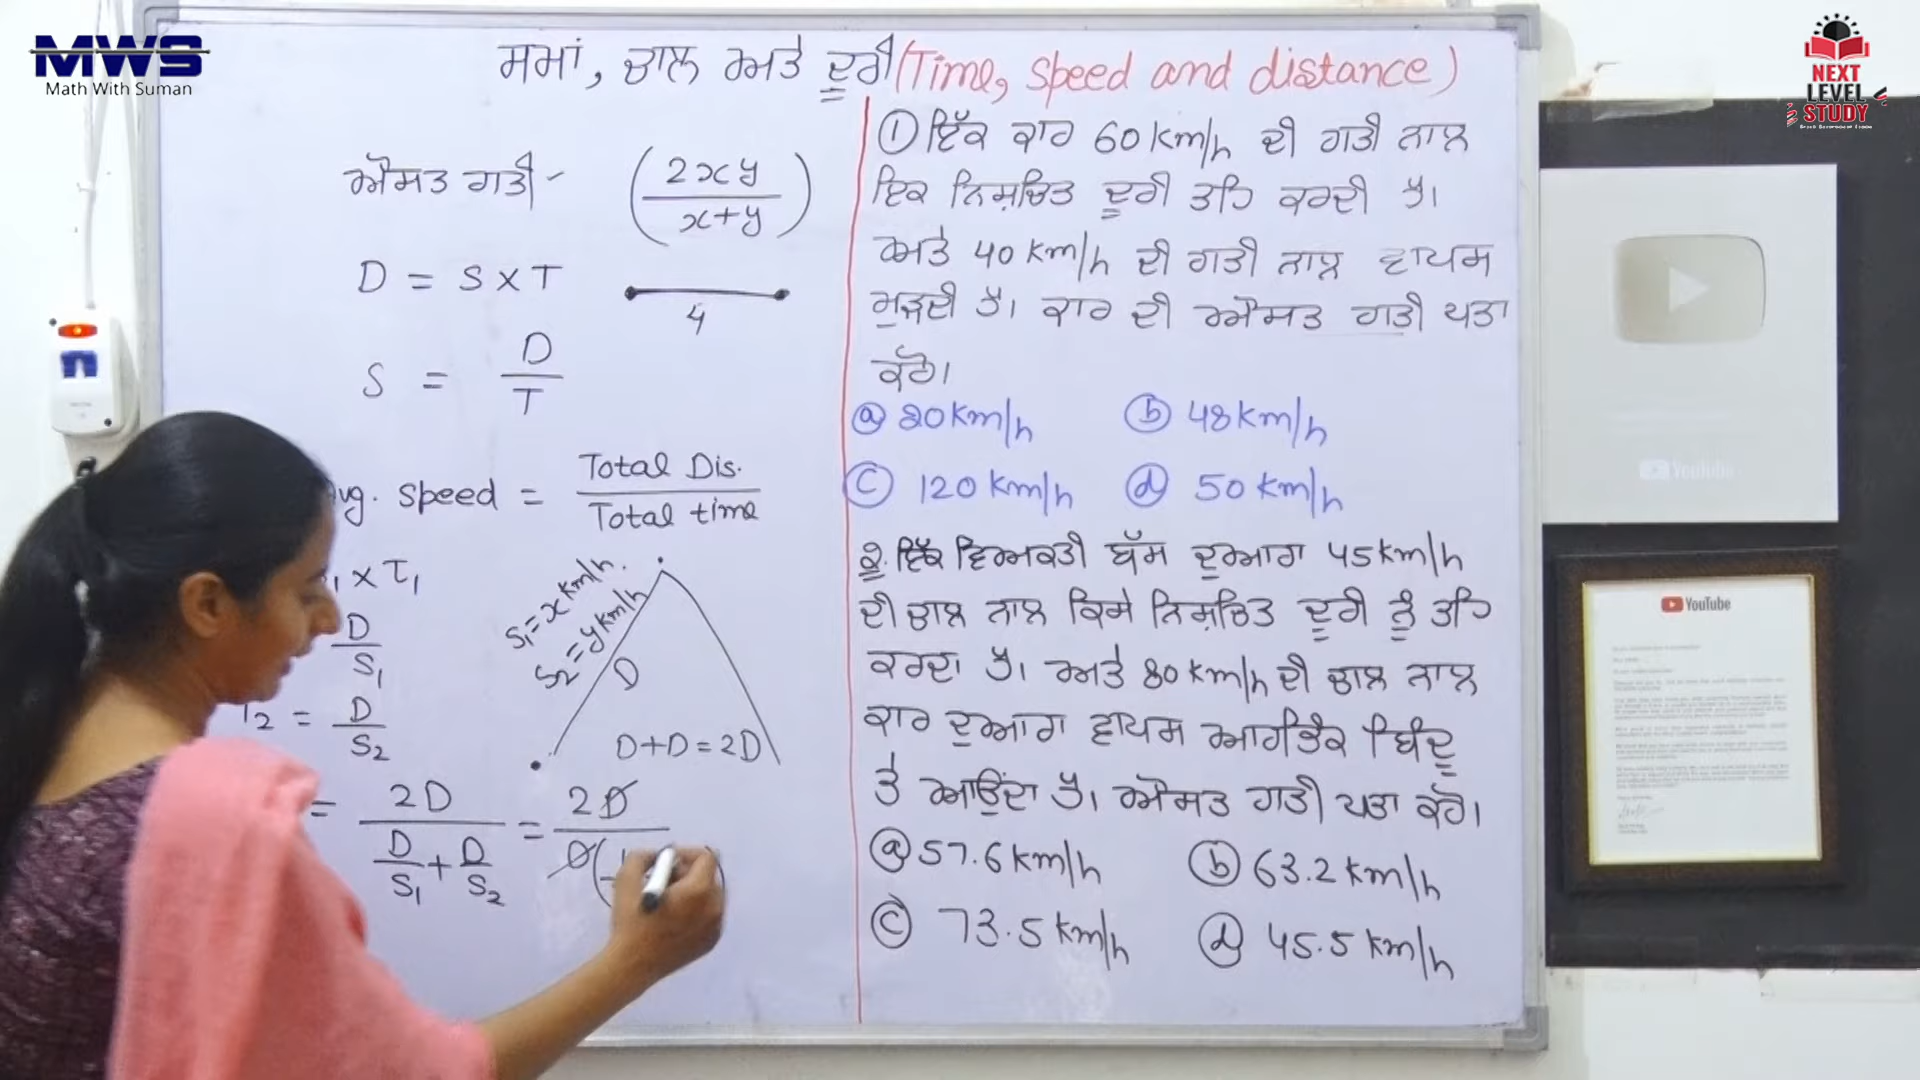 MWS
Math With Suman
NEXT
LEVEL
STUDY
ਸਮਾਂ, ਚਾਲ ਅਤੇ ਦੂਰੀ (Time, speed and distance)
ਔਸਤ ਗਤੀ - (2xy / x+y)
D = S x T
4
S = D / T
Avg. speed = Total Dis. / Total time
1 x T1
D / S1
T2 = D / S2
S1 = x km/h.
S2 = y km/h
D
D+D = 2D
= 2D / (D/S1 + D/S2) = 2D / D(
① ਇੱਕ ਕਾਰ 60 km/h ਦੀ ਗਤੀ ਨਾਲ
ਇਕ ਨਿਸ਼ਚਿਤ ਦੂਰੀ ਤਹਿ ਕਰਦੀ ਹੈ।
ਅਤੇ 40 km/h ਦੀ ਗਤੀ ਨਾਲ ਵਾਪਸ
ਮੁੜਦੀ ਹੈ। ਕਾਰ ਦੀ ਔਸਤ ਗਤੀ ਪਤਾ
ਕਰੋ।
ⓐ 20 km/h ⓑ 48 km/h
ⓒ 120 km/h ⓓ 50 km/h
2. ਇੱਕ ਵਿਅਕਤੀ ਬੱਸ ਦੁਆਰਾ 45 km/h
ਦੀ ਚਾਲ ਨਾਲ ਕਿਸੇ ਨਿਸ਼ਚਿਤ ਦੂਰੀ ਨੂੰ ਤਹਿ
ਕਰਦਾ ਹੈ। ਅਤੇ 80 km/h ਦੀ ਚਾਲ ਨਾਲ
ਕਾਰ ਦੁਆਰਾ ਵਾਪਸ ਆਰੰਭਿਕ ਬਿੰਦੂ
ਤੇ ਆਉਂਦਾ ਹੈ। ਔਸਤ ਗਤੀ ਪਤਾ ਕਰੋ।
ⓐ 57.6 km/h ⓑ 63.2 km/h
ⓒ 73.5 km/h ⓓ 45.5 km/h
YouTube
YouTube